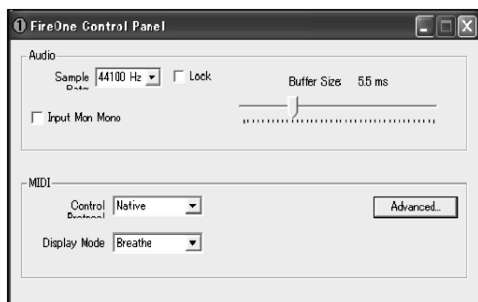 FireOne Control Panel
Audio
Sample Rate 44100 Hz Lock Buffer Size: 5.5 ms
Input Mon Mono
MIDI
Control Protocol Native Advanced...
Display Mode Breathe